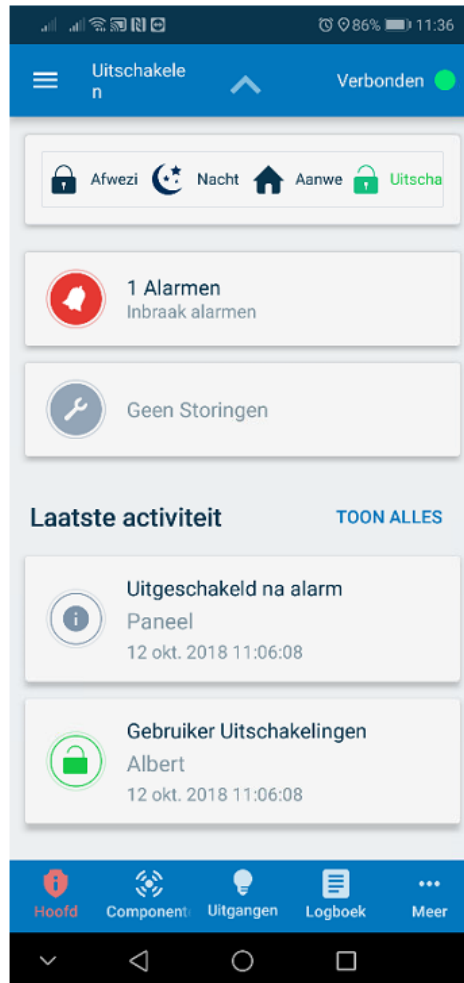 86% 11:36
Uitschakele
n
Verbonden
Afwezi Nacht Aanwe Uitscha
1 Alarmen
Inbraak alarmen
Geen Storingen
Laatste activiteit TOON ALLES
Uitgeschakeld na alarm
Paneel
12 okt. 2018 11:06:08
Gebruiker Uitschakelingen
Albert
12 okt. 2018 11:06:08
Hoofd Component Uitgangen Logboek Meer